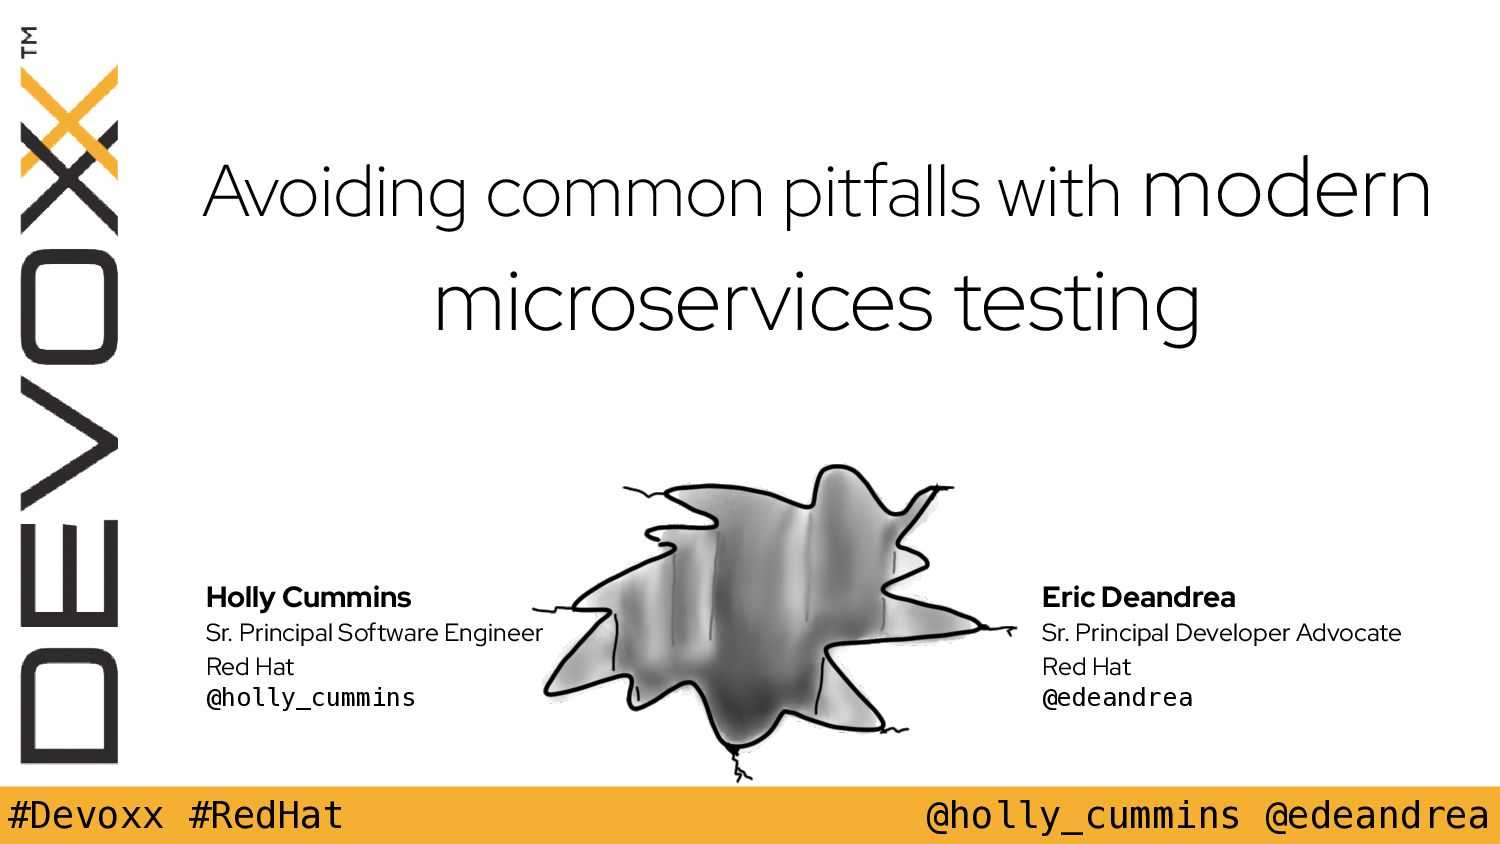 DEVOXX™
Avoiding common pitfalls with modern
microservices testing
Holly Cummins
Sr. Principal Software Engineer
Red Hat
@holly_cummins
Eric Deandrea
Sr. Principal Developer Advocate
Red Hat
@edeandrea
#Devoxx #RedHat
@holly_cummins @edeandrea